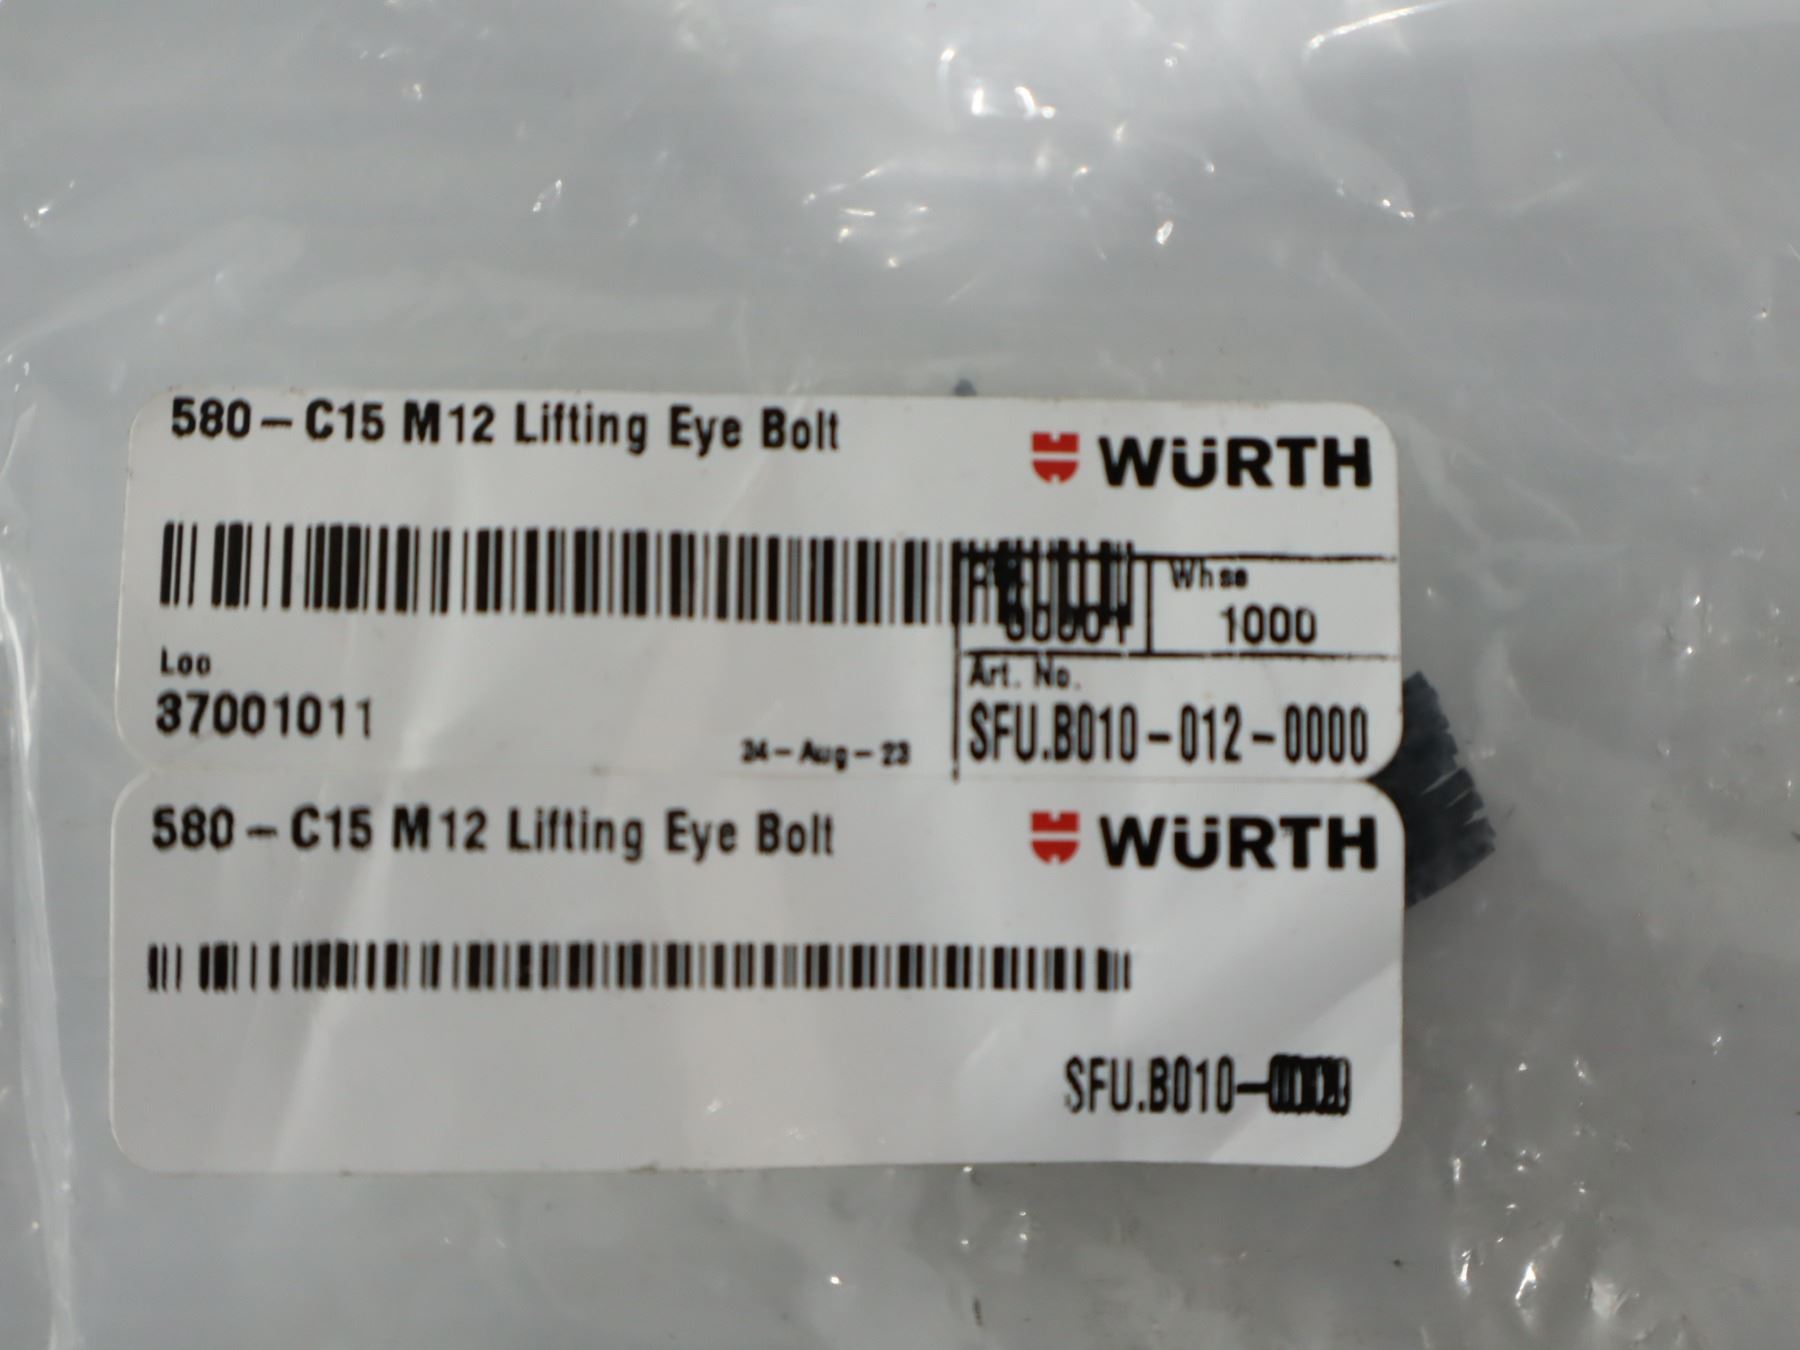 580-C15 M12 Lifting Eye Bolt
WÜRTH
Whse
00001
1000
Loc
Art. No.
37001011
SFU.B010-012-0000
24-Aug-23
580-C15 M12 Lifting Eye Bolt
WÜRTH
SFU.B010-